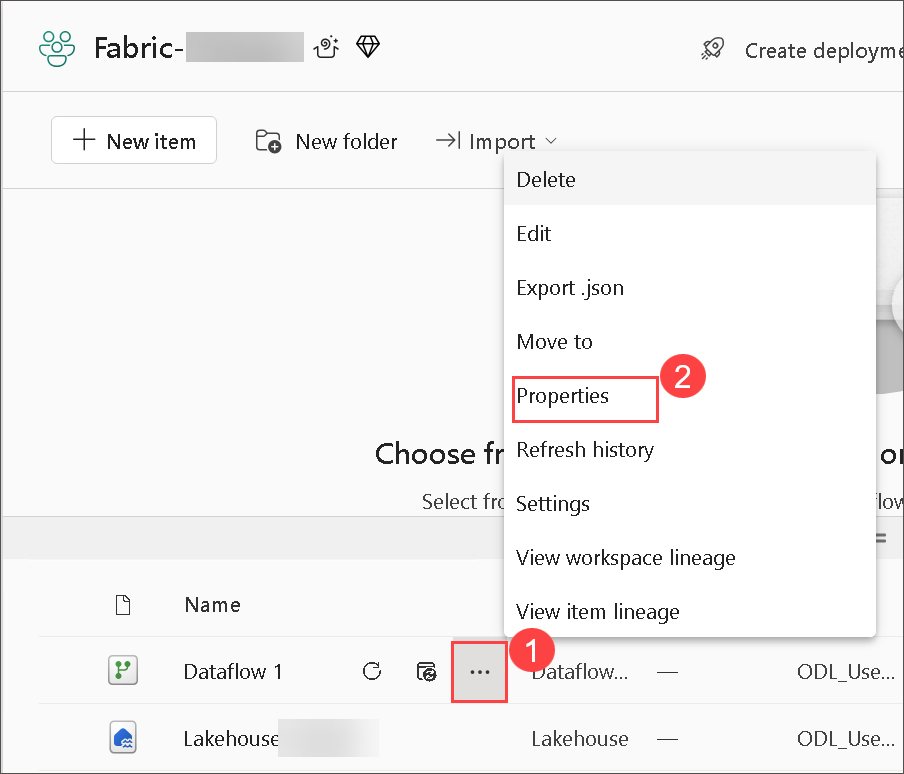 Fabric-
Create deployme
New item
New folder
Import
Delete
Edit
Export .json
Move to
Properties
2
Refresh history
Settings
View workspace lineage
View item lineage
Choose fr
or
Select fro
flow
Name
1
Dataflow 1
...
Dataflow...
—
ODL_Use...
Lakehouse
Lakehouse
—
ODL_Use...